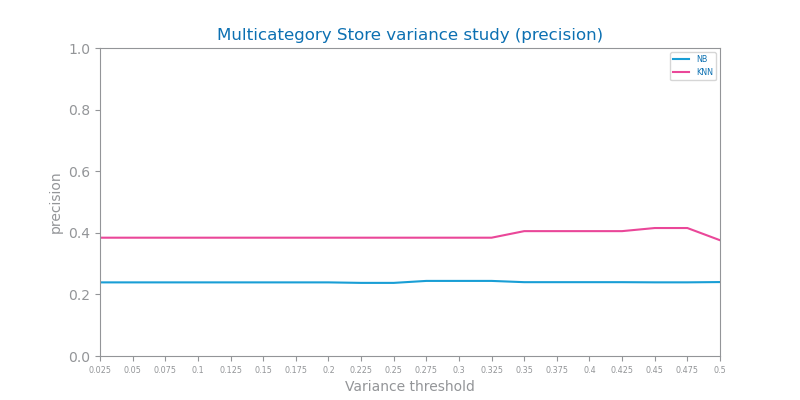 Multicategory Store variance study (precision)
NB
KNN
precision
1.0
0.8
0.6
0.4
0.2
0.0
0.025 0.05 0.075 0.1 0.125 0.15 0.175 0.2 0.225 0.25 0.275 0.3 0.325 0.35 0.375 0.4 0.425 0.45 0.475 0.5
Variance threshold